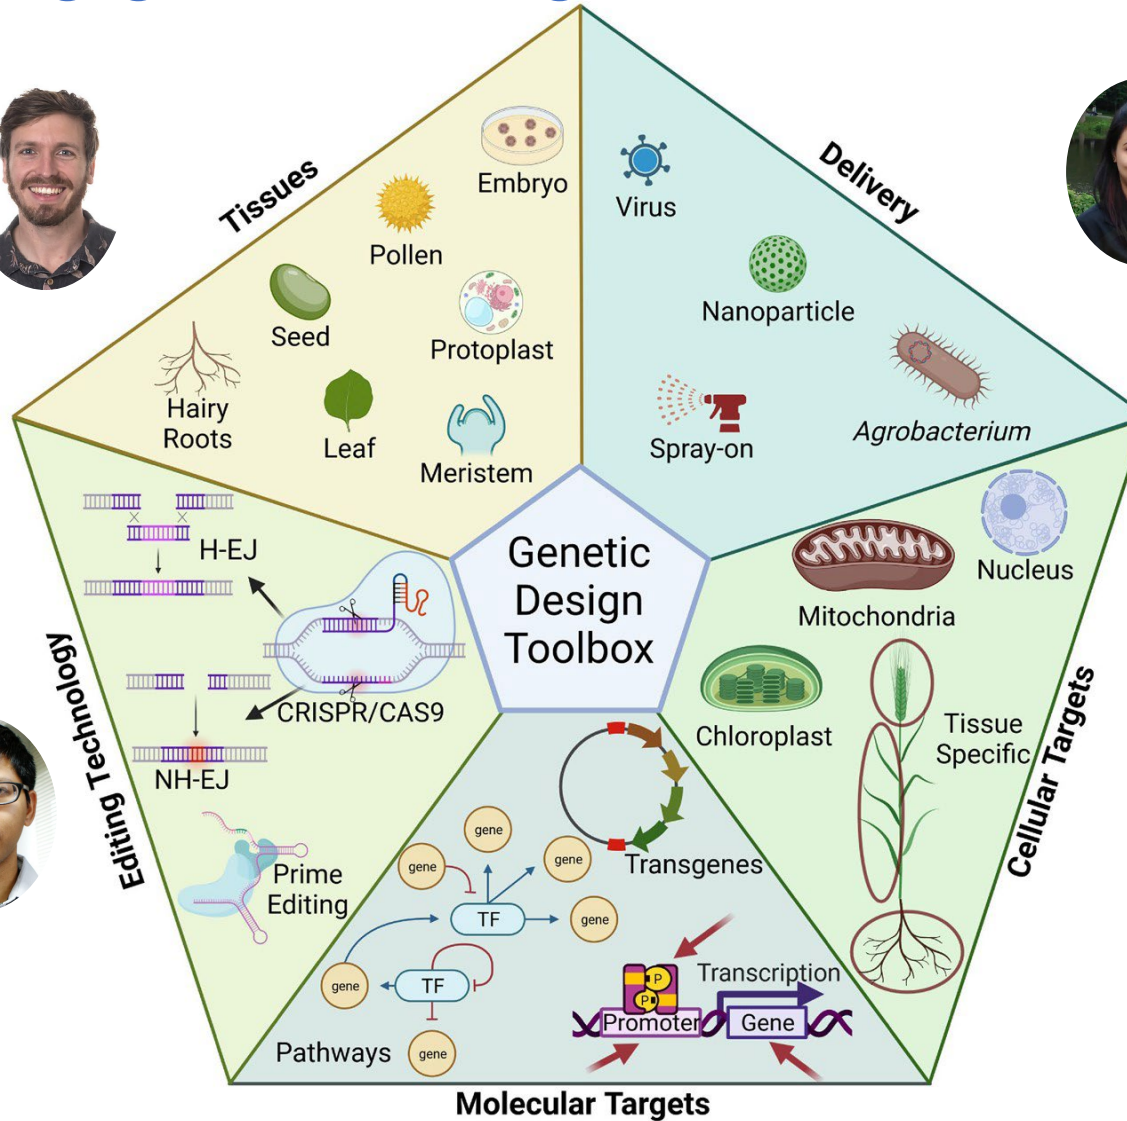 Tissues
Embryo
Pollen
Seed
Protoplast
Hairy
Roots
Leaf
Meristem
Delivery
Virus
Nanoparticle
Spray-on
Agrobacterium
Genetic
Design
Toolbox
Editing Technology
H-EJ
CRISPR/CAS9
NH-EJ
Prime
Editing
Cellular Targets
Nucleus
Mitochondria
Chloroplast
Tissue
Specific
Transgenes
gene
gene
gene
TF
gene
TF
gene
gene
Pathways
Transcription
P
P
Promoter
Gene
Molecular Targets